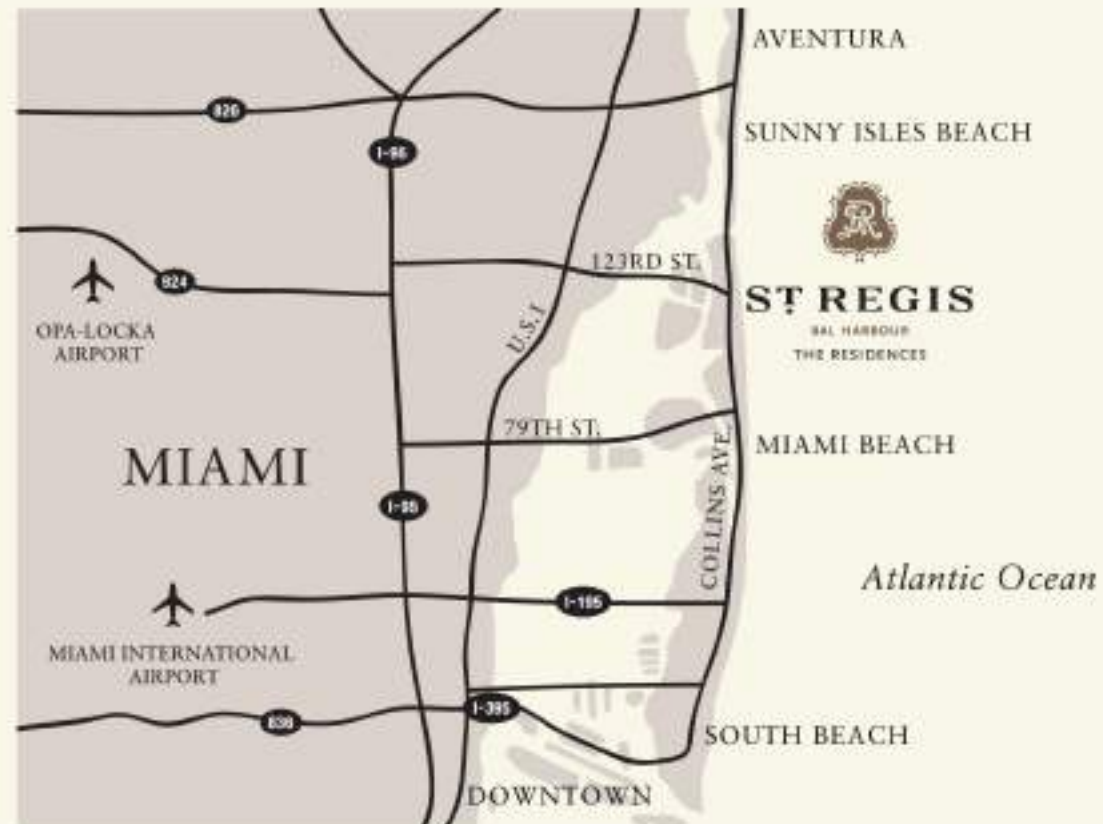 AVENTURA
826
SUNNY ISLES BEACH
I-95
123RD ST.
924
ST REGIS
OPA-LOCKA
AIRPORT
U.S. 1
BAL HARBOUR
THE RESIDENCES
79TH ST.
MIAMI BEACH
MIAMI
COLLINS AVE.
I-95
Atlantic Ocean
I-195
MIAMI INTERNATIONAL
AIRPORT
I-395
836
SOUTH BEACH
DOWNTOWN